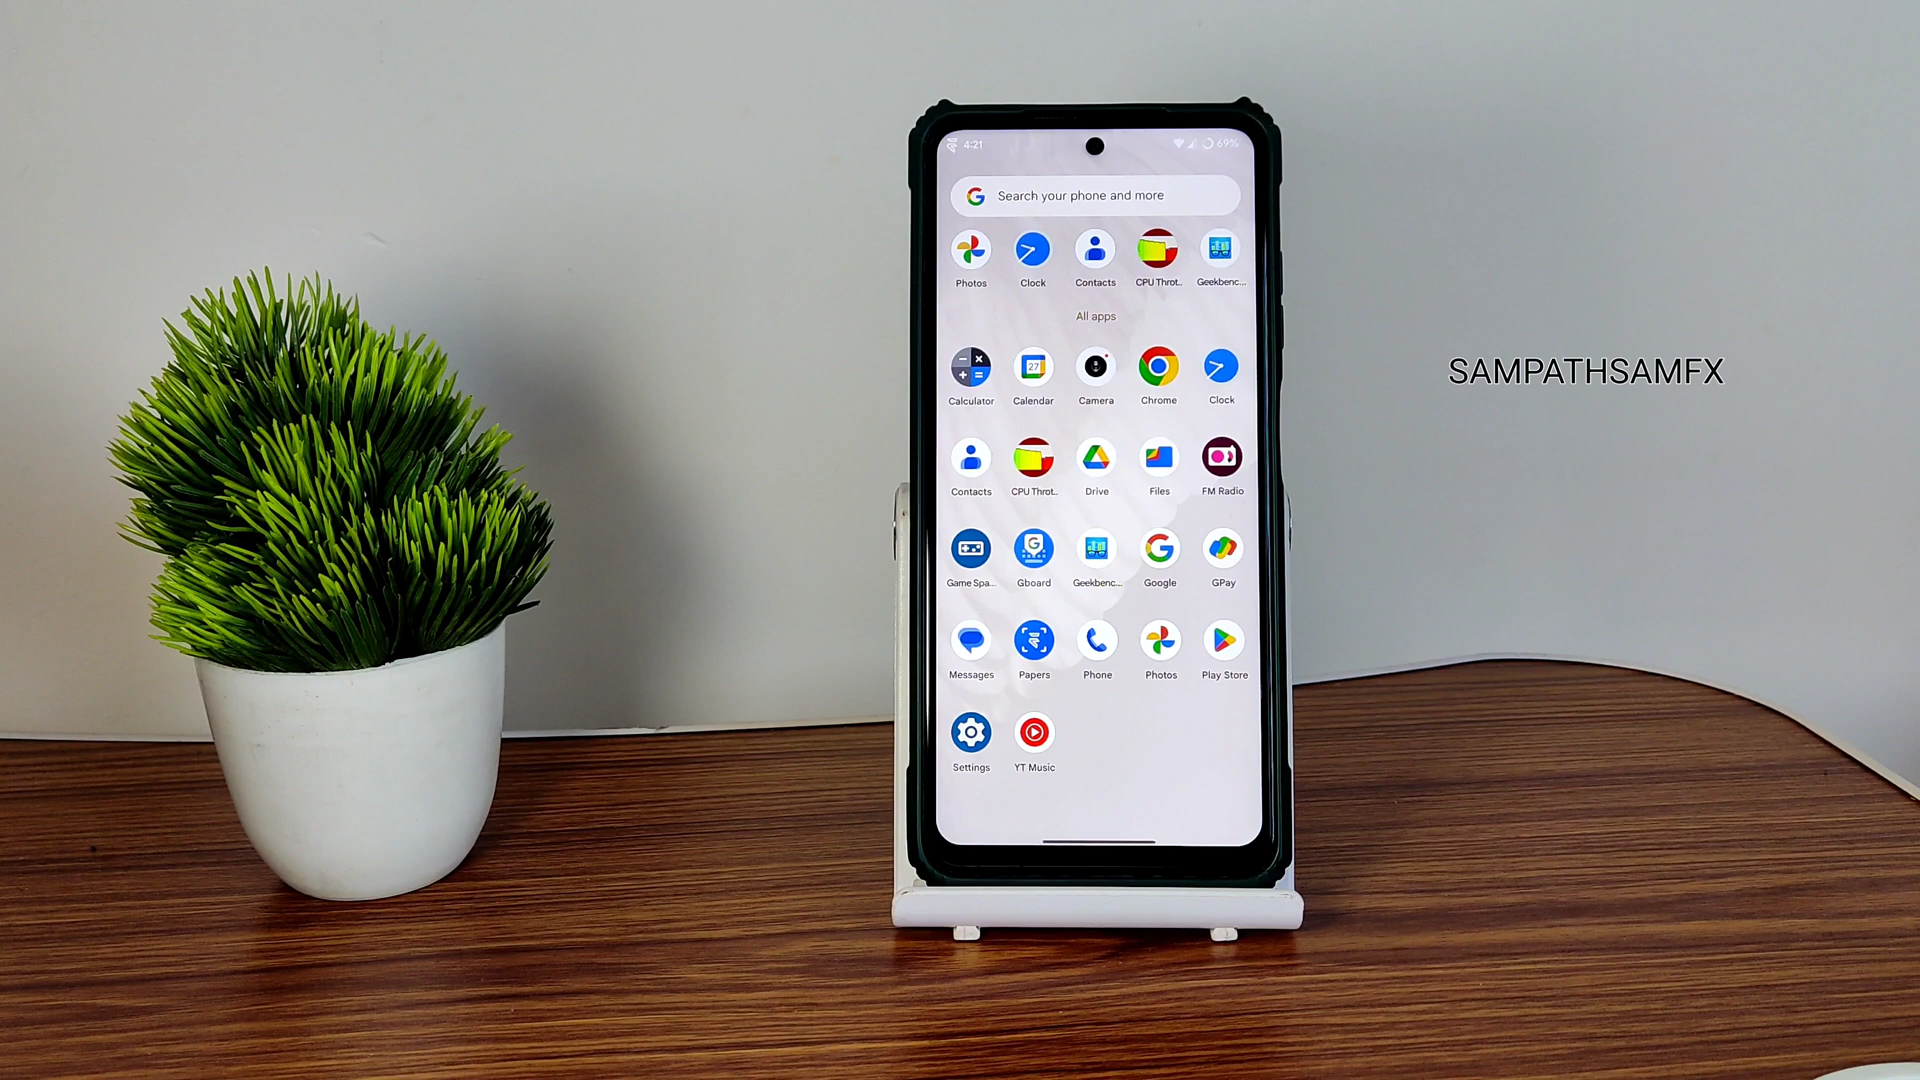 4:21
69%
Search your phone and more
Photos Clock Contacts CPU Throt.. Geekbenc...
All apps
27
Calculator Calendar Camera Chrome Clock
Contacts CPU Throt.. Drive Files FM Radio
Game Spa... Gboard Geekbenc... Google GPay
Messages Papers Phone Photos Play Store
Settings YT Music
SAMPATHSAMFX